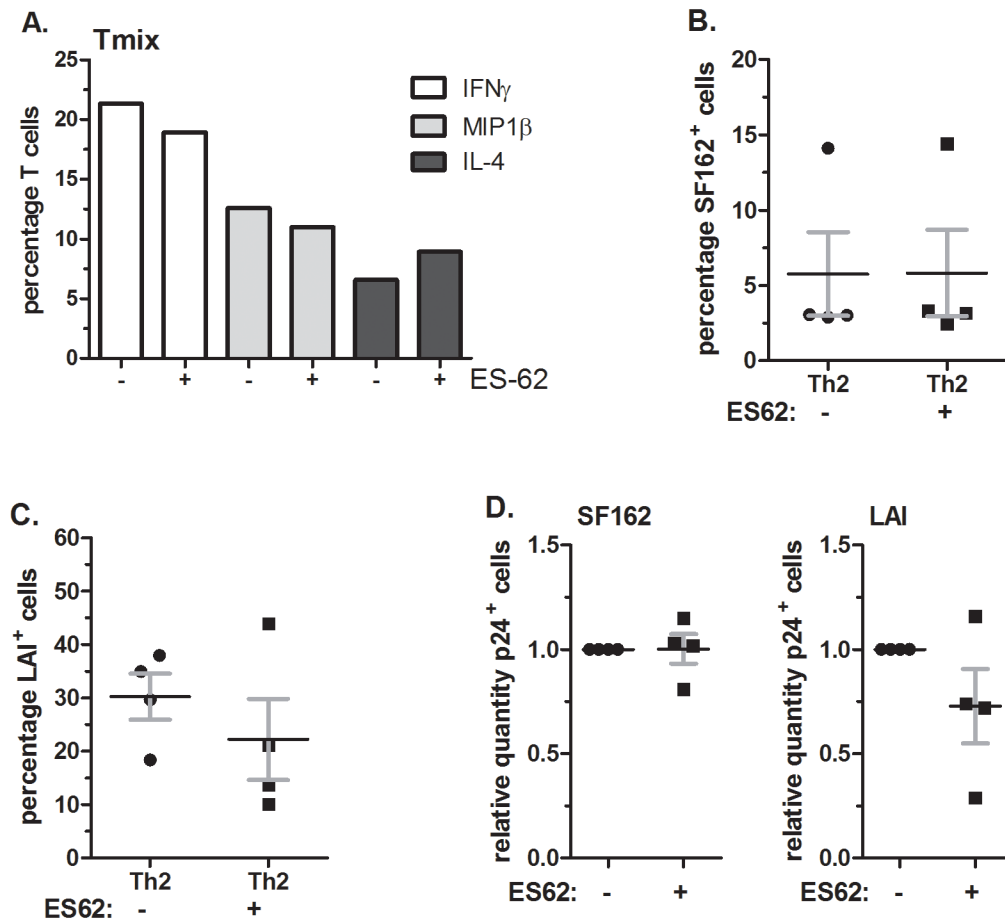 A.
Tmix
percentage T cells
25
20
15
10
5
0
IFNγ
MIP1β
IL-4
- + - + - + ES-62
B.
percentage SF162+ cells
20
15
10
5
0
Th2 Th2
ES62: - +
C.
percentage LAI+ cells
60
50
40
30
20
10
0
Th2 Th2
ES62: - +
D.
SF162
relative quantity p24+ cells
1.5
1.0
0.5
0.0
ES62: - +
LAI
relative quantity p24+ cells
1.5
1.0
0.5
0.0
ES62: - +